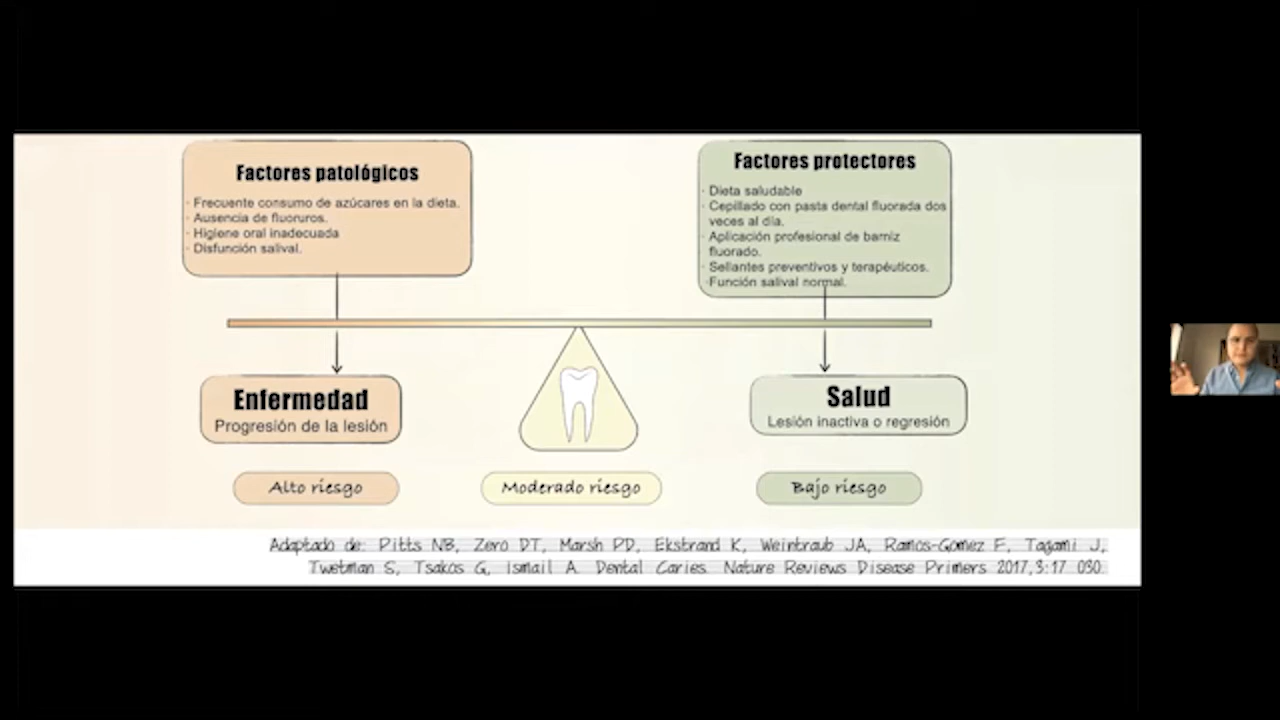 Factores patológicos
· Frecuente consumo de azúcares en la dieta.
· Ausencia de fluoruros.
· Higiene oral inadecuada
· Disfunción salival.
Factores protectores
· Dieta saludable
· Cepillado con pasta dental fluorada dos
veces al día.
· Aplicación profesional de barniz
fluorado.
· Sellantes preventivos y terapéuticos.
·Función salival normal.
Enfermedad
Progresión de la lesión
Salud
Lesión inactiva o regresión
Alto riesgo
Moderado riesgo
Bajo riesgo
Adaptado de: Pitts NB, Zero DT, Marsh PD, Ekstrand K, Weintraub JA, Ramos-Gomez F, Tagami J,
Twetman S, Tsakos G, Ismail A. Dental Caries. Nature Reviews Disease Primers 2017,3:17 030.